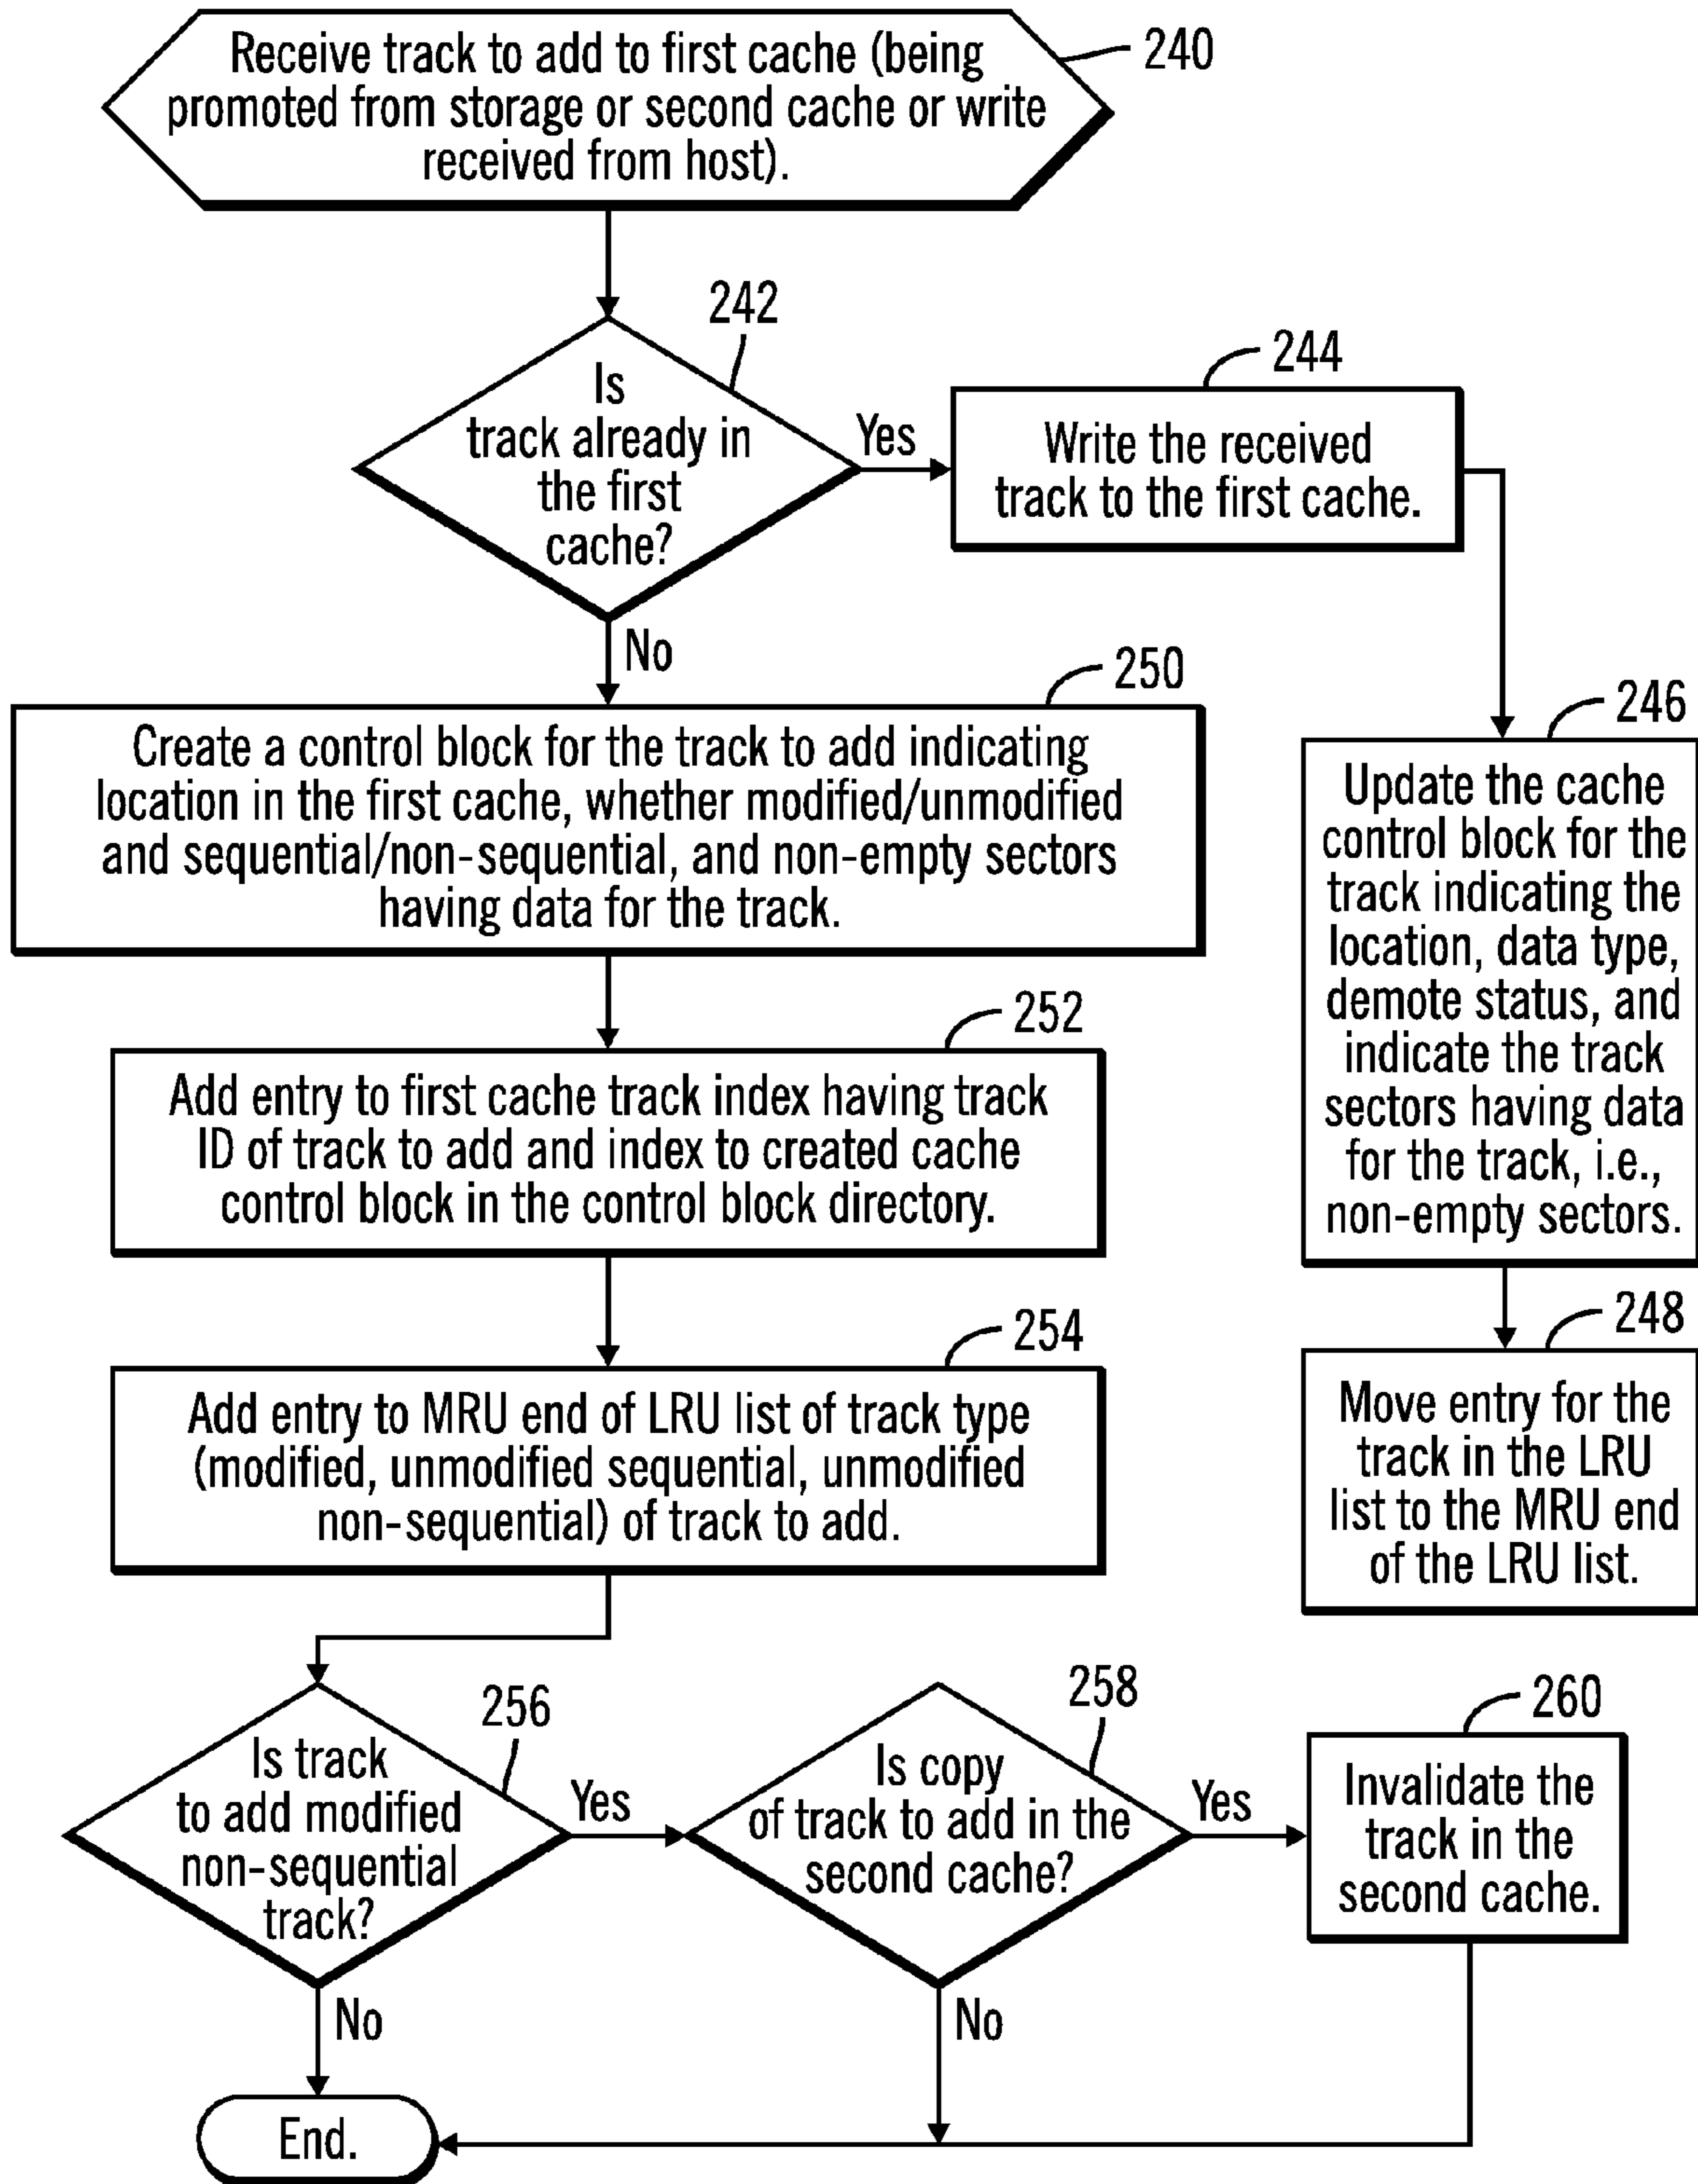 Receive track to add to first cache (being
promoted from storage or second cache or write
received from host).
240
242
Is
track already in
the first
cache?
Yes
244
Write the received
track to the first cache.
No
250
Create a control block for the track to add indicating
location in the first cache, whether modified/unmodified
and sequential/non-sequential, and non-empty sectors
having data for the track.
246
Update the cache
control block for the
track indicating the
location, data type,
demote status, and
indicate the track
sectors having data
for the track, i.e.,
non-empty sectors.
252
Add entry to first cache track index having track
ID of track to add and index to created cache
control block in the control block directory.
248
Move entry for the
track in the LRU
list to the MRU end
of the LRU list.
254
Add entry to MRU end of LRU list of track type
(modified, unmodified sequential, unmodified
non-sequential) of track to add.
256
Is track
to add modified
non-sequential
track?
Yes
258
Is copy
of track to add in the
second cache?
Yes
260
Invalidate the
track in the
second cache.
No
No
End.